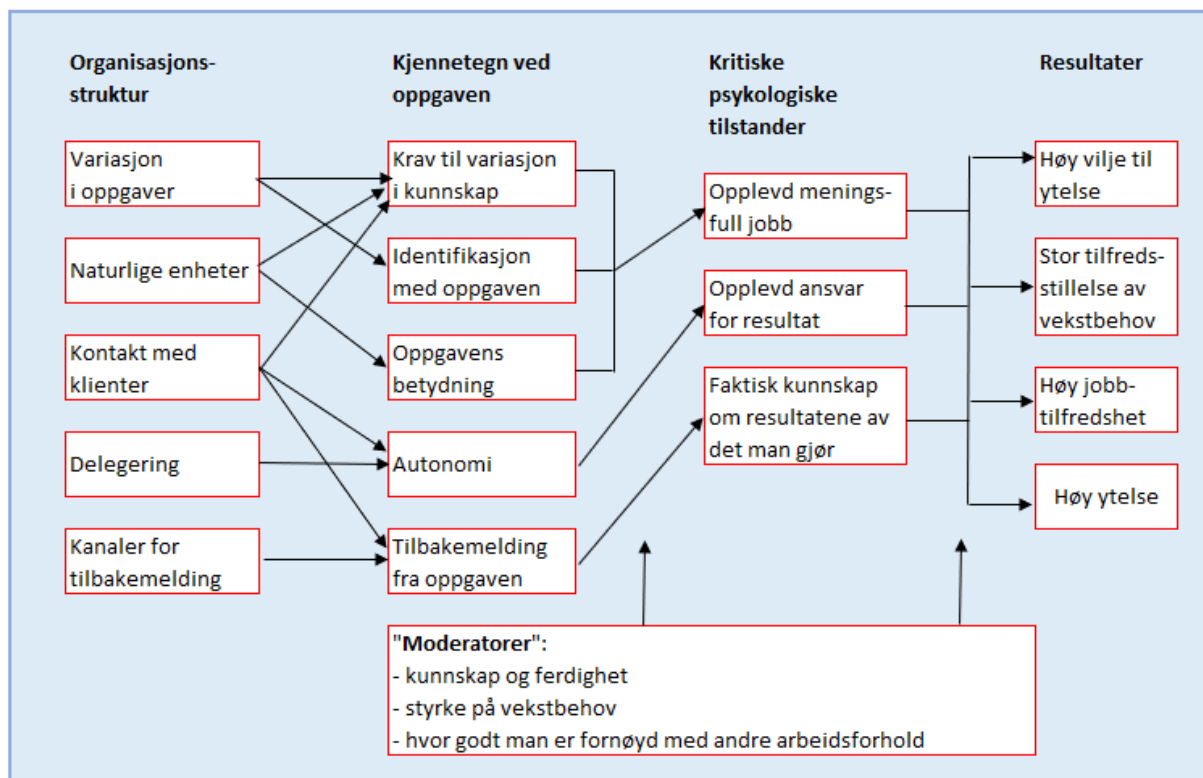 Organisasjons-
struktur
Kjennetegn ved
oppgaven
Kritiske
psykologiske
tilstander
Resultater
Variasjon
i oppgaver
Naturlige enheter
Kontakt med
klienter
Delegering
Kanaler for
tilbakemelding
Krav til variasjon
i kunnskap
Identifikasjon
med oppgaven
Oppgavens
betydning
Autonomi
Tilbakemelding
fra oppgaven
Opplevd menings-
full jobb
Opplevd ansvar
for resultat
Faktisk kunnskap
om resultatene av
det man gjør
Høy vilje til
ytelse
Stor tilfreds-
stillelse av
vekstbehov
Høy jobb-
tilfredshet
Høy ytelse
"Moderatorer":
- kunnskap og ferdighet
- styrke på vekstbehov
- hvor godt man er fornøyd med andre arbeidsforhold